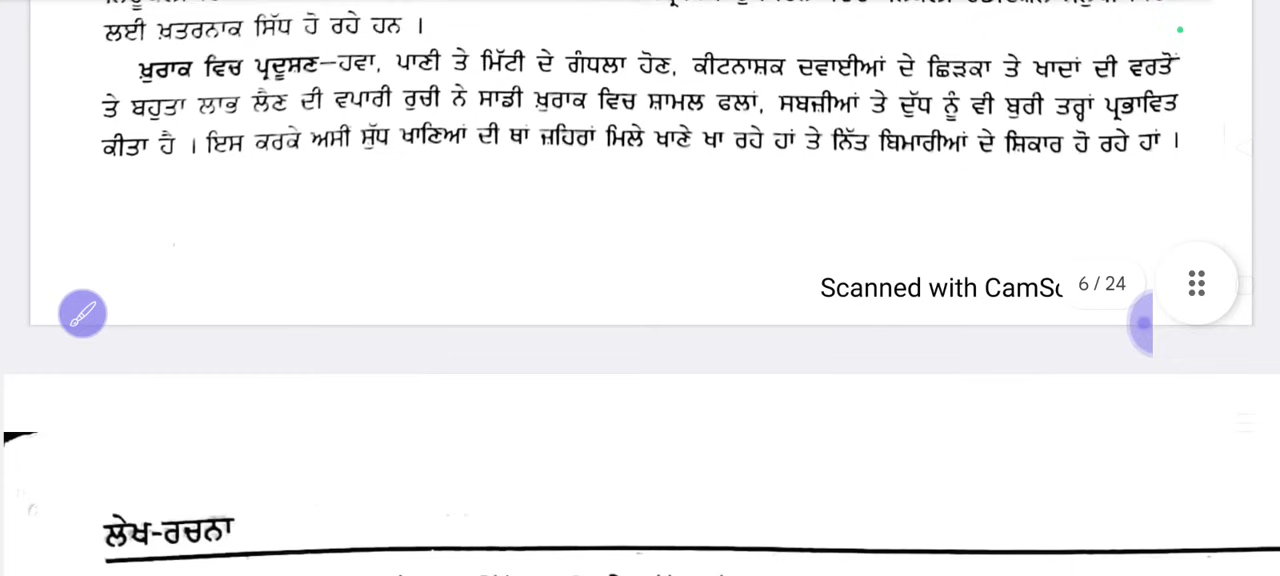 ਲਈ ਖ਼ਤਰਨਾਕ ਸਿੱਧ ਹੋ ਰਹੇ ਹਨ ।
ਖ਼ੁਰਾਕ ਵਿਚ ਪ੍ਰਦੂਸ਼ਣ—ਹਵਾ, ਪਾਣੀ ਤੇ ਮਿੱਟੀ ਦੇ ਗੰਧਲਾ ਹੋਣ, ਕੀਟਨਾਸ਼ਕ ਦਵਾਈਆਂ ਦੇ ਛਿੜਕਾ ਤੇ ਖਾਦਾਂ ਦੀ ਵਰਤੋਂ
ਤੇ ਬਹੁਤਾ ਲਾਭ ਲੈਣ ਦੀ ਵਪਾਰੀ ਰੁਚੀ ਨੇ ਸਾਡੀ ਖ਼ੁਰਾਕ ਵਿਚ ਸ਼ਾਮਲ ਫਲਾਂ, ਸਬਜ਼ੀਆਂ ਤੇ ਦੁੱਧ ਨੂੰ ਵੀ ਬੁਰੀ ਤਰ੍ਹਾਂ ਪ੍ਰਭਾਵਿਤ
ਕੀਤਾ ਹੈ । ਇਸ ਕਰਕੇ ਅਸੀ ਸ਼ੁੱਧ ਖਾਣਿਆਂ ਦੀ ਥਾਂ ਜ਼ਹਿਰਾਂ ਮਿਲੇ ਖਾਣੇ ਖਾ ਰਹੇ ਹਾਂ ਤੇ ਨਿੱਤ ਬਿਮਾਰੀਆਂ ਦੇ ਸ਼ਿਕਾਰ ਹੋ ਰਹੇ ਹਾਂ ।
Scanned with CamSc
6 / 24
ਲੇਖ-ਰਚਨਾ